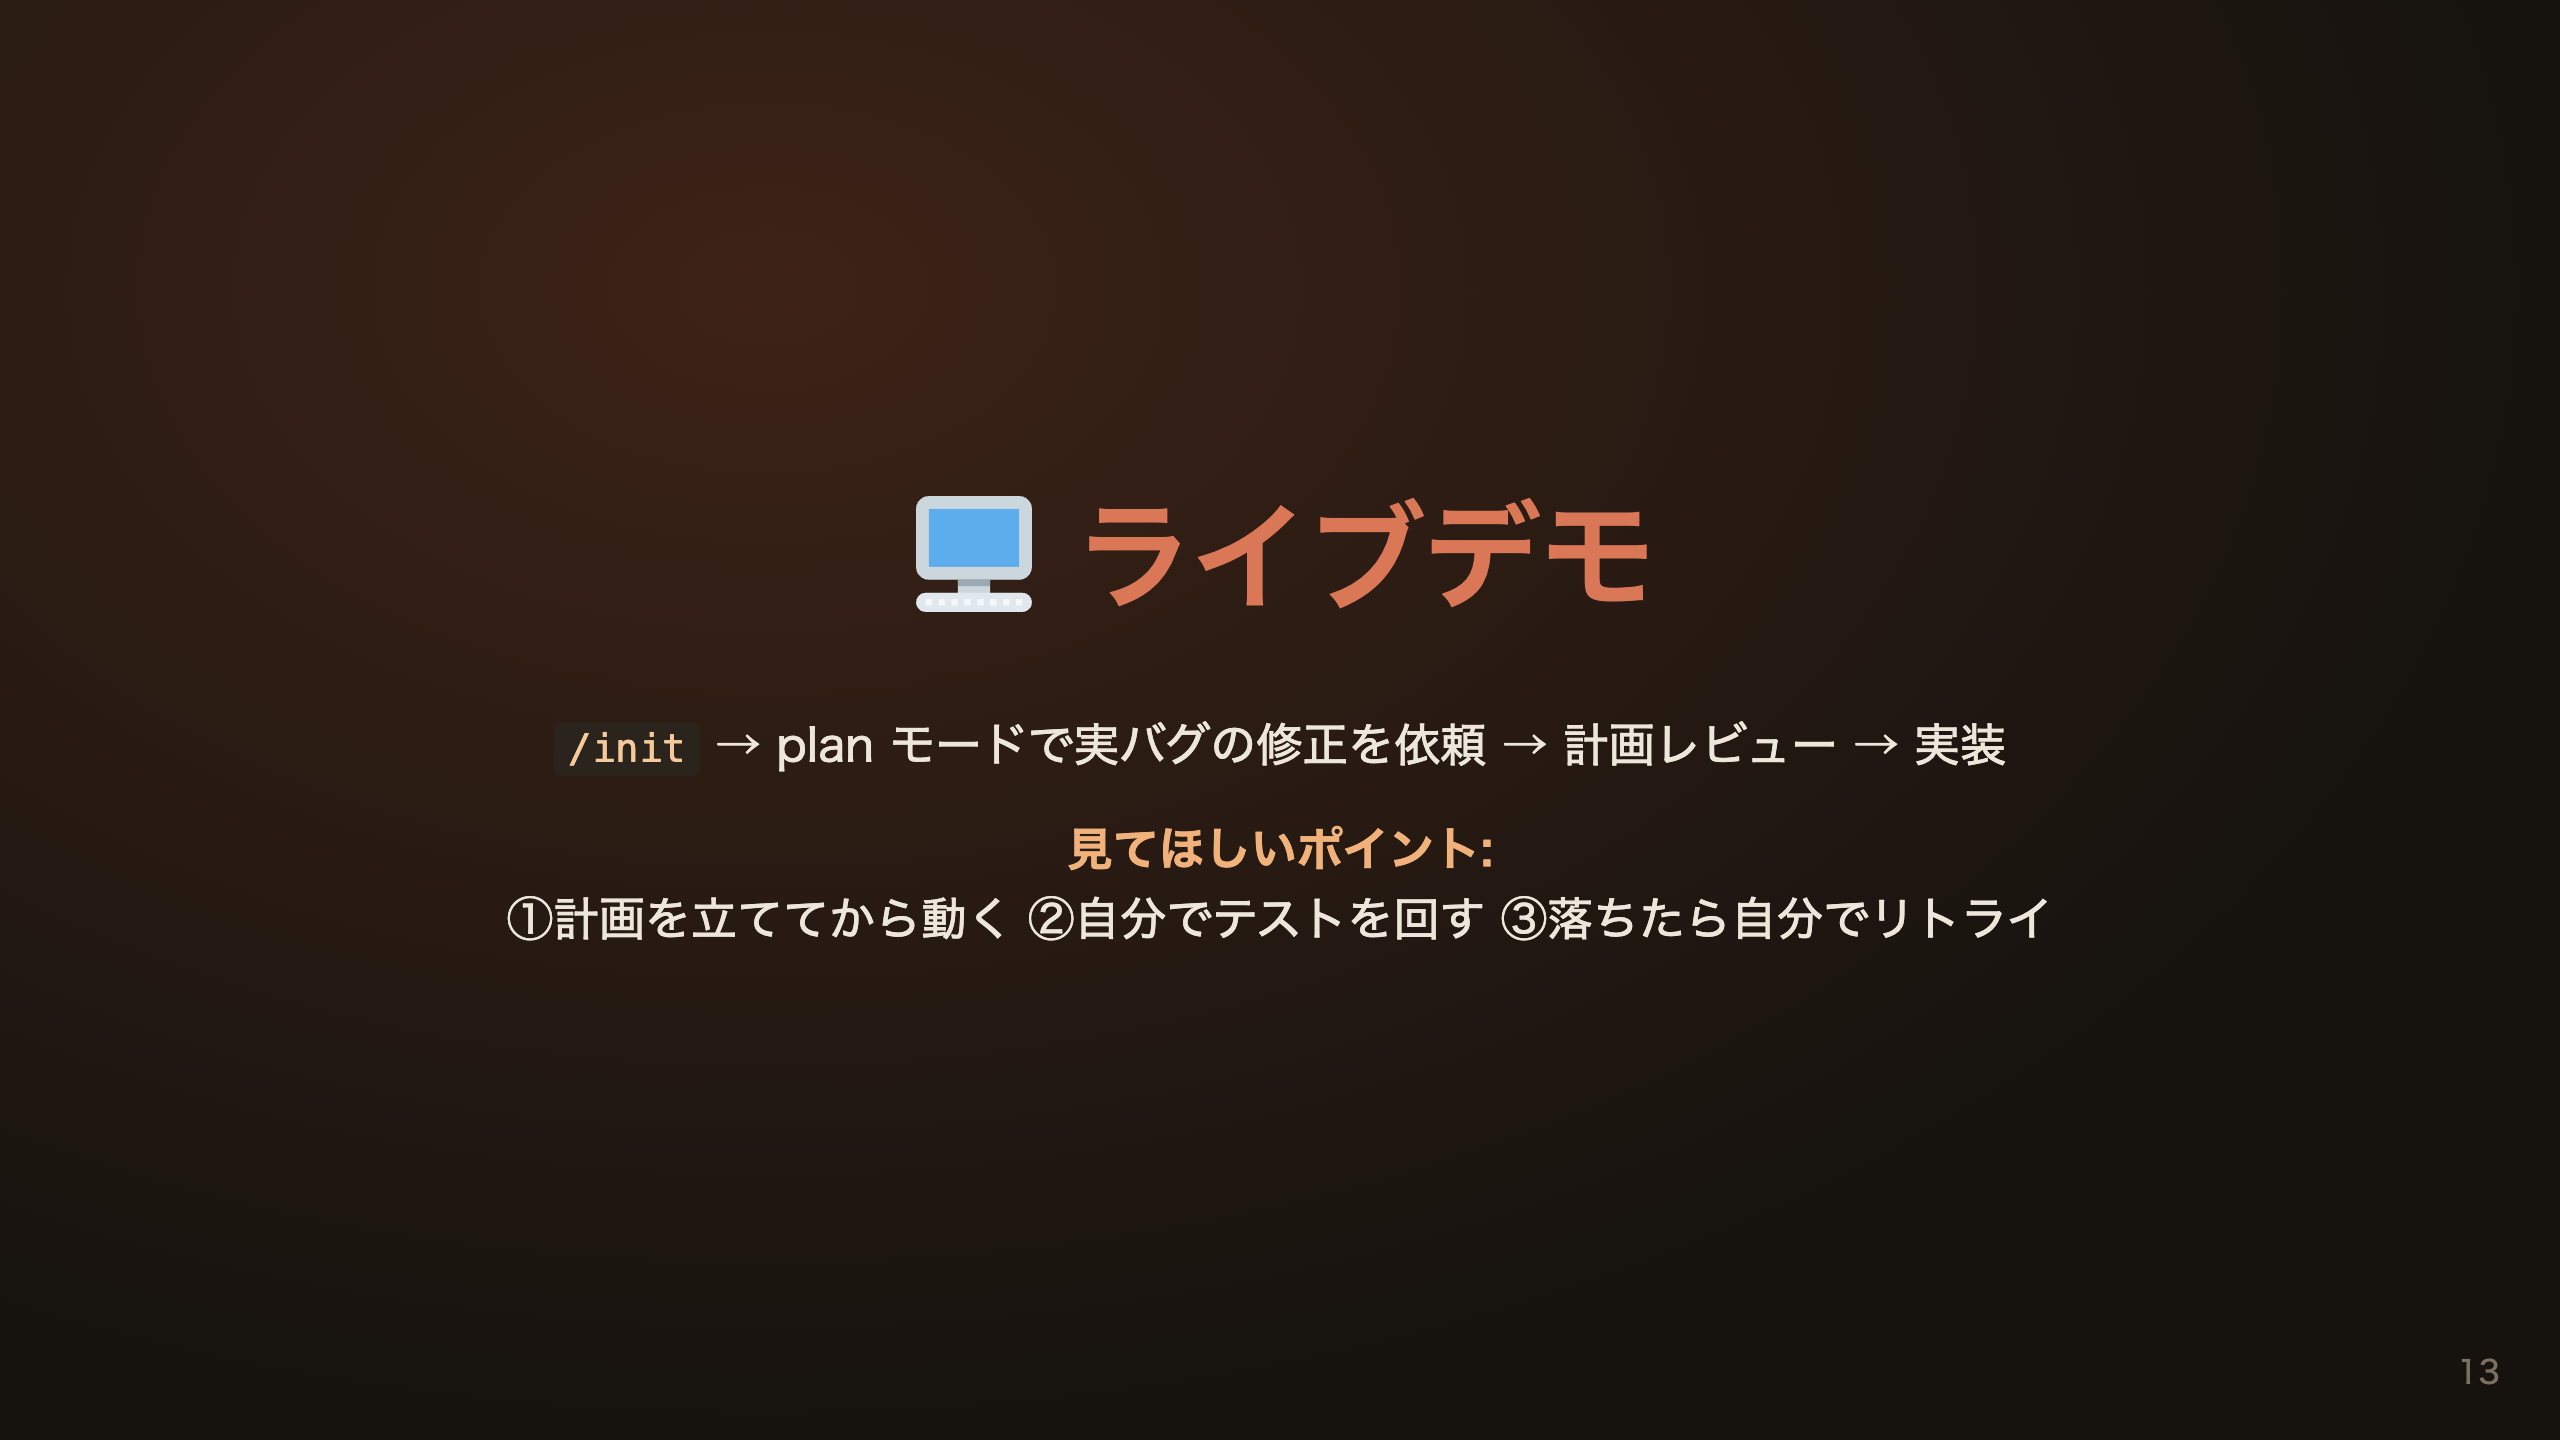 ライブデモ
/init → plan モードで実バグの修正を依頼 → 計画レビュー → 実装
見てほしいポイント:
①計画を立ててから動く ②自分でテストを回す ③落ちたら自分でリトライ
13